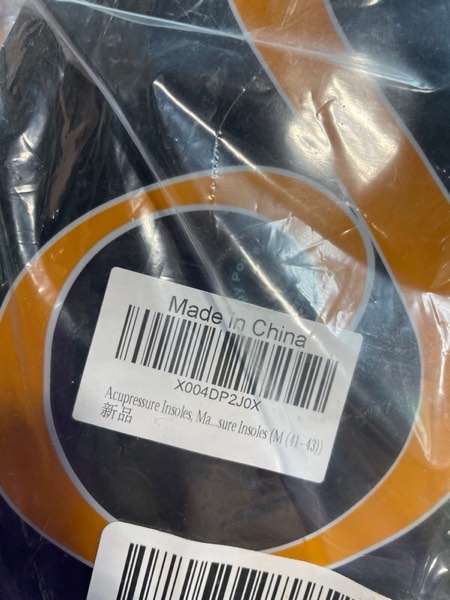 Made in China
X004DP2J0X
Acupressure Insoles, Ma...sure Insoles (M (41-43))
新品